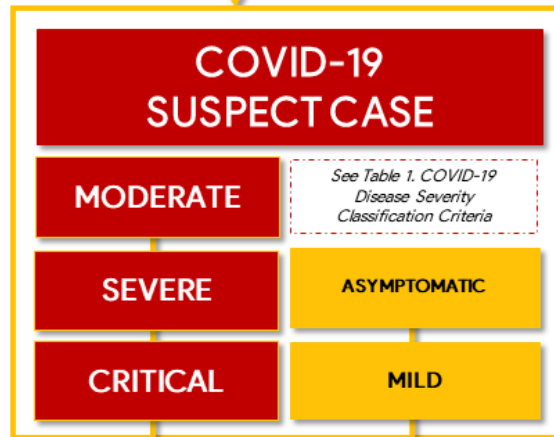 COVID-19
SUSPECT CASE
MODERATE
See Table 1. COVID-19
Disease Severity
Classification Criteria
SEVERE
ASYMPTOMATIC
CRITICAL
MILD